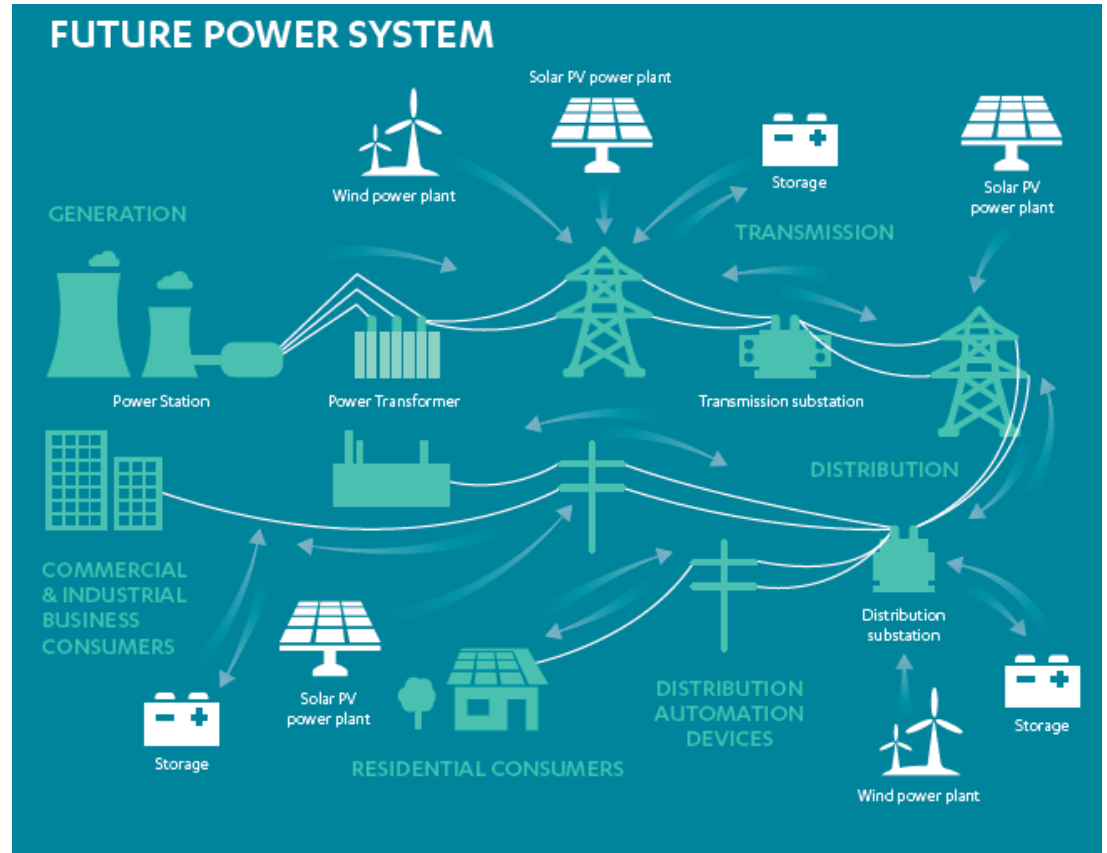 FUTURE POWER SYSTEM
Solar PV power plant
Wind power plant
Storage
Solar PV
power plant
GENERATION
TRANSMISSION
Power Station
Power Transformer
Transmission substation
DISTRIBUTION
COMMERCIAL
& INDUSTRIAL
BUSINESS
CONSUMERS
Distribution
substation
Solar PV
power plant
Storage
RESIDENTIAL CONSUMERS
DISTRIBUTION
AUTOMATION
DEVICES
Storage
Wind power plant